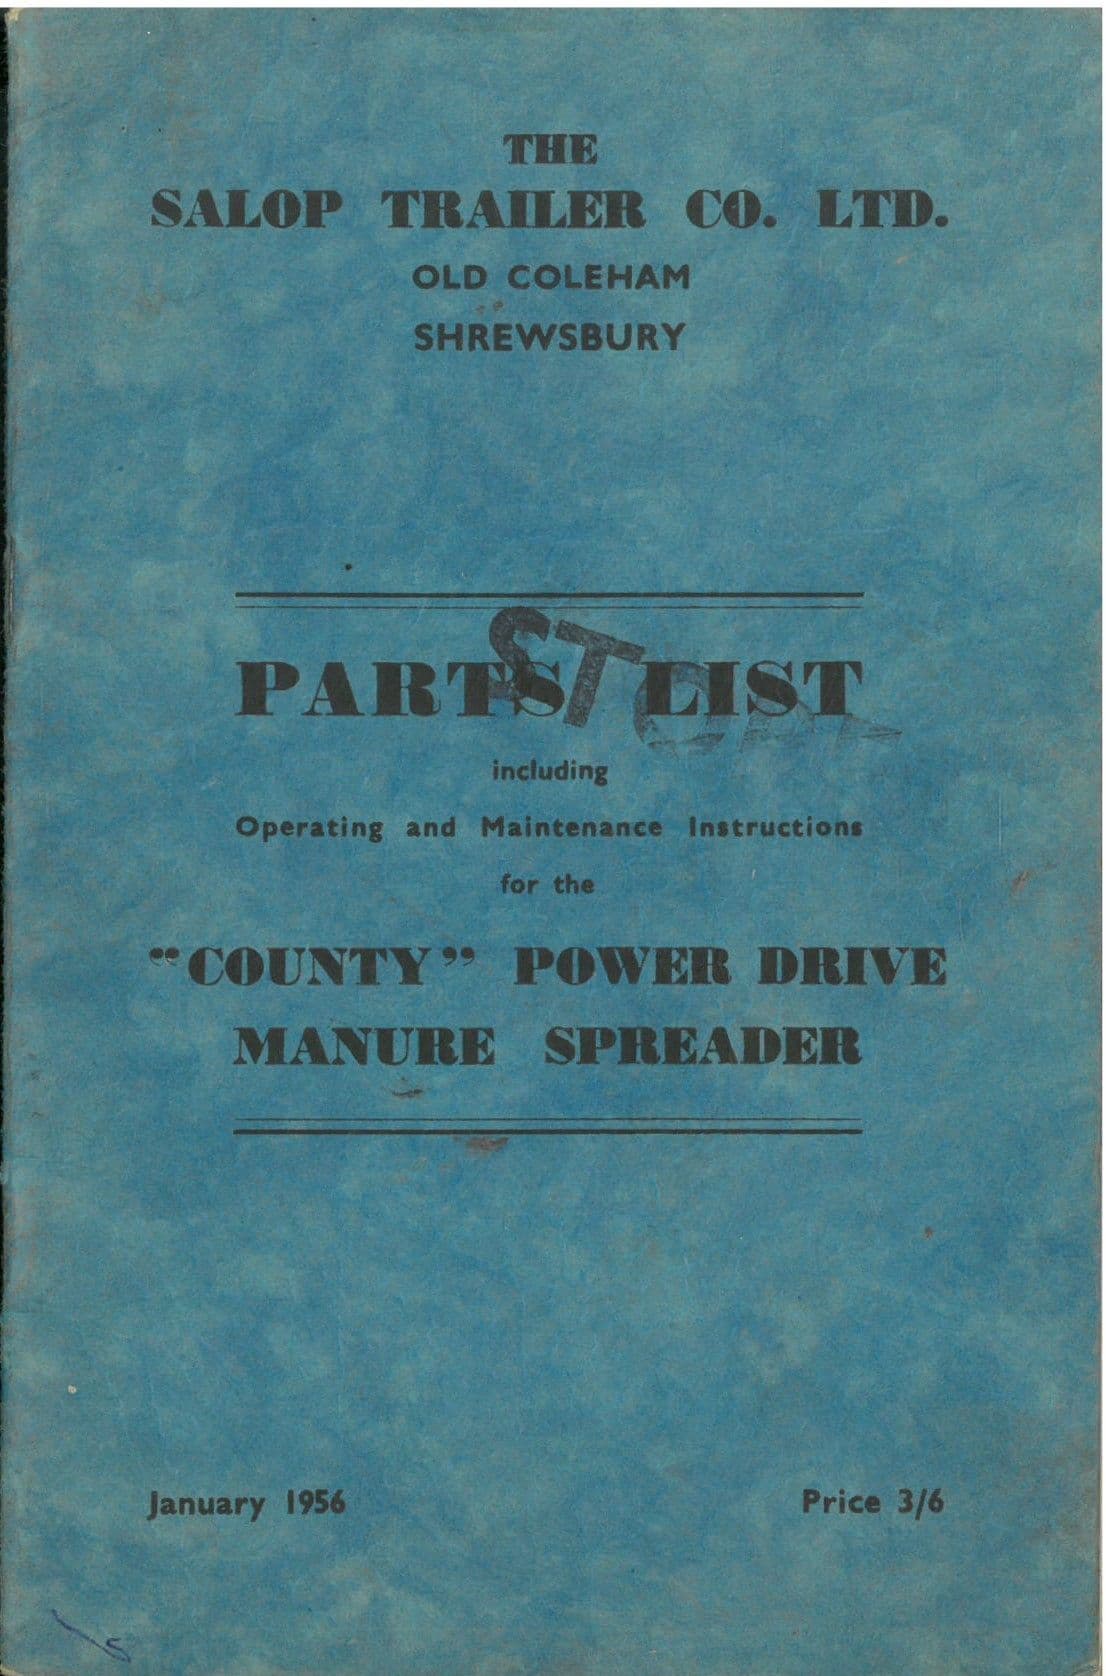 THE
SALOP TRAILER CO. LTD.
OLD COLEHAM
SHREWSBURY
PARTS LIST
including
Operating and Maintenance Instructions
for the
“COUNTY” POWER DRIVE
MANURE SPREADER
January 1956
Price 3/6